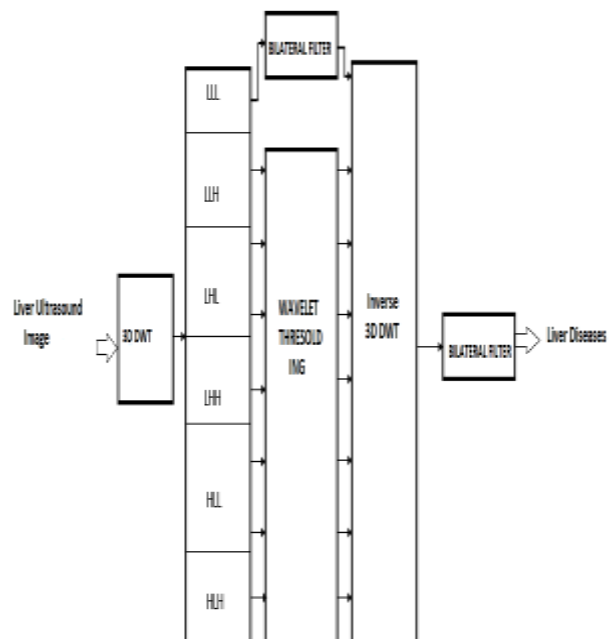 BILATERAL FILTER
LLL
LLH
LHL
LHH
HLL
HLH
Liver Ultrasound
Image
3D DWT
WAVELET
THRESOLD
ING
Inverse
3D DWT
BILATERAL FILTER
Liver Diseases